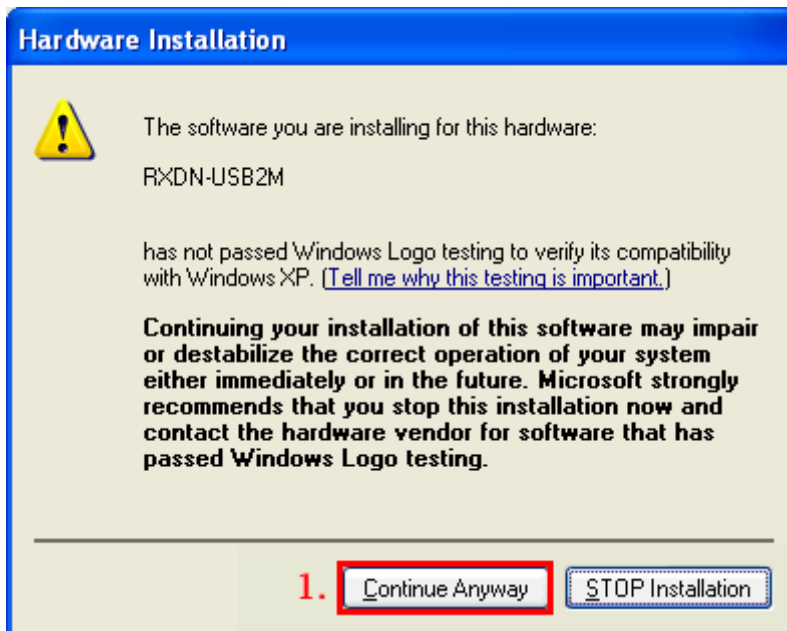 Hardware Installation
The software you are installing for this hardware:
RXDN-USB2M
has not passed Windows Logo testing to verify its compatibility
with Windows XP. (Tell me why this testing is important.)
Continuing your installation of this software may impair
or destabilize the correct operation of your system
either immediately or in the future. Microsoft strongly
recommends that you stop this installation now and
contact the hardware vendor for software that has
passed Windows Logo testing.
1. Continue Anyway STOP Installation